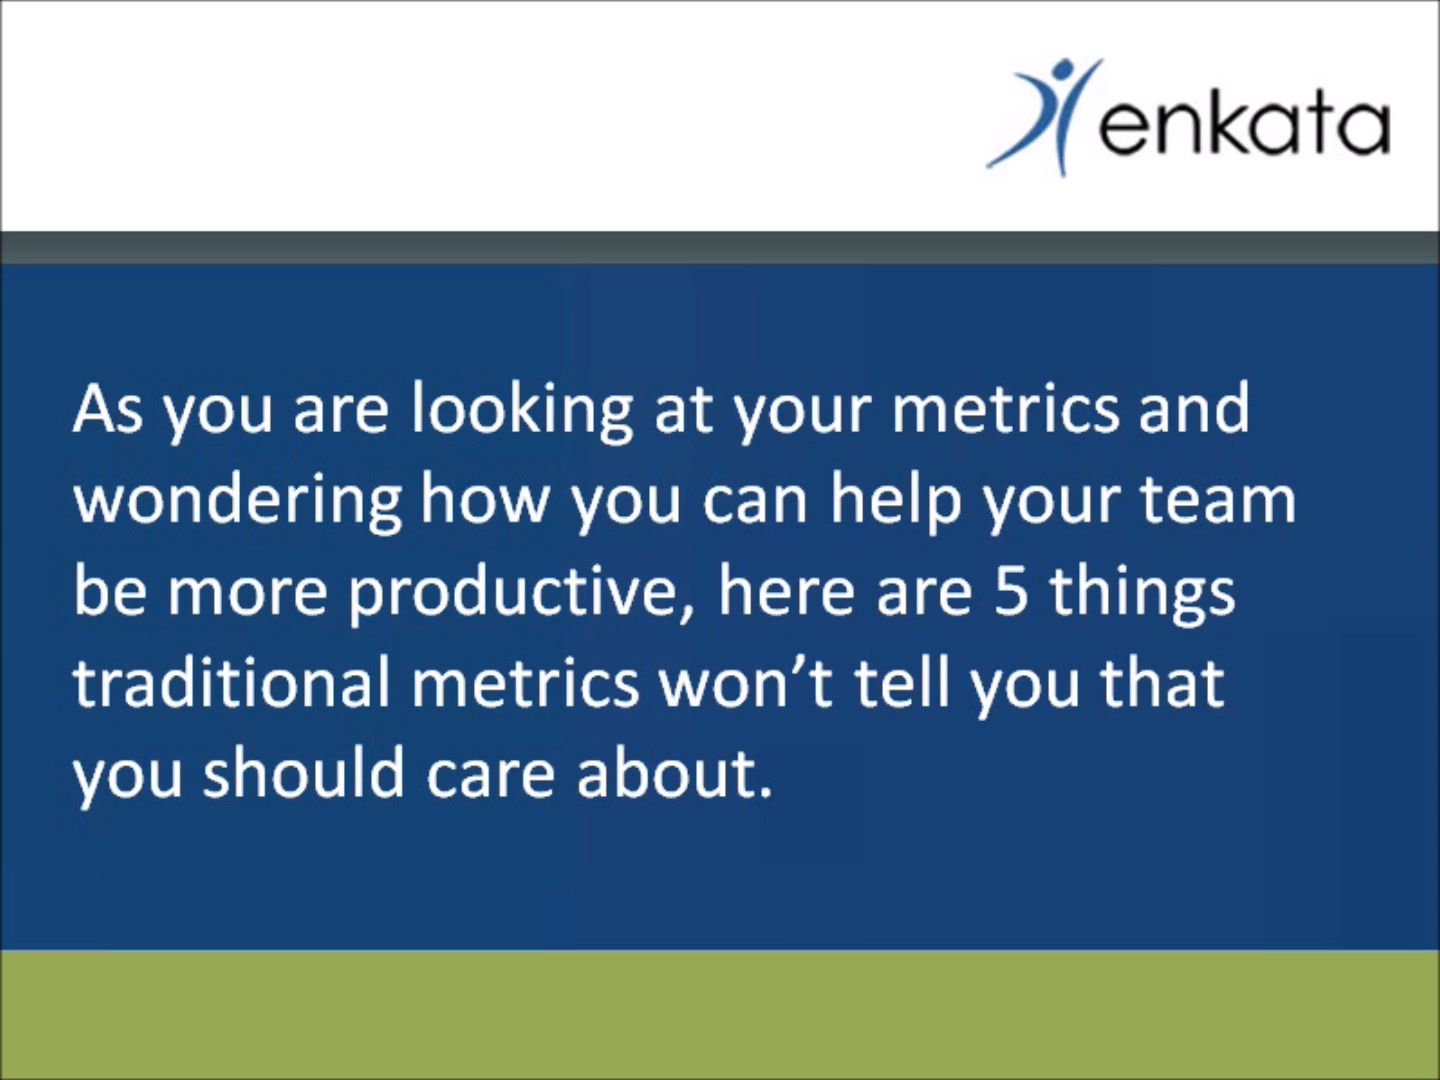 enkata
As you are looking at your metrics and
wondering how you can help your team
be more productive, here are 5 things
traditional metrics won’t tell you that
you should care about.